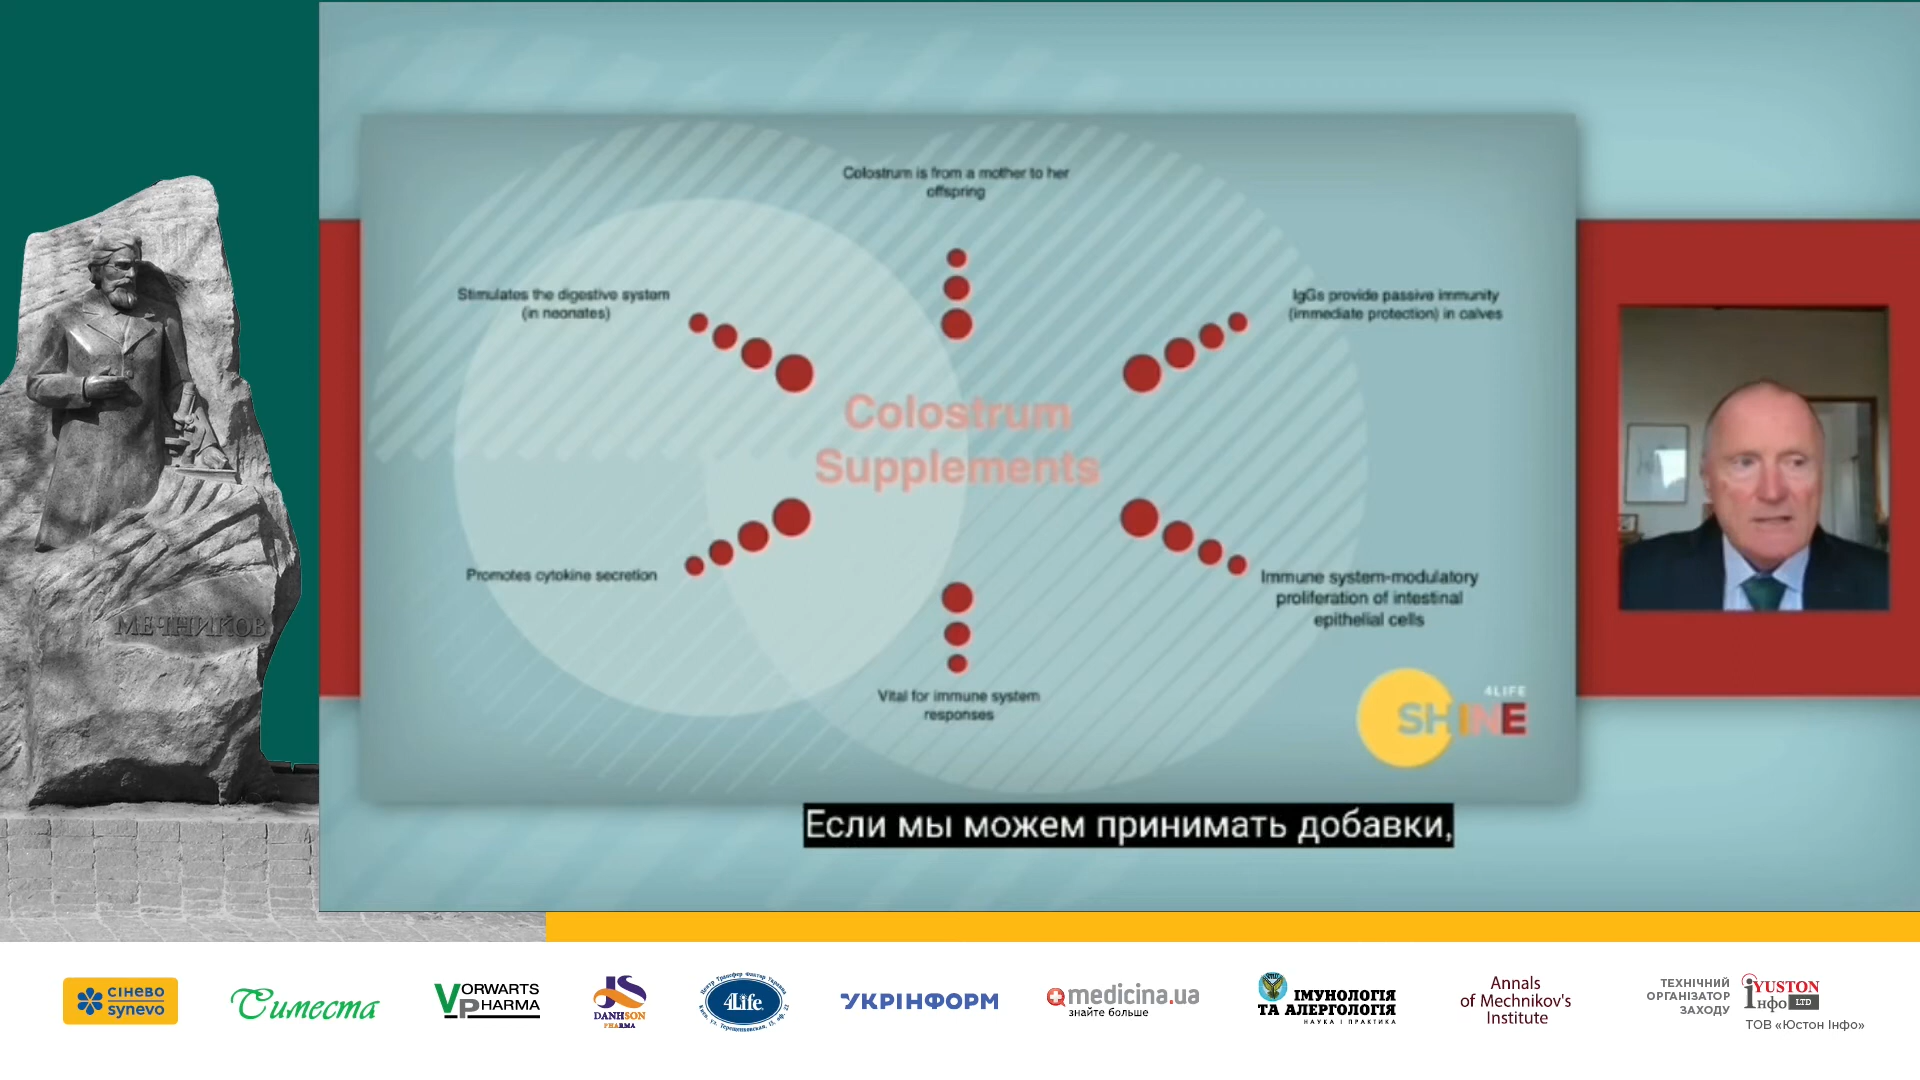 Colostrum is from a mother to her
offspring
Stimulates the digestive system
(in neonates)
IgGs provide passive immunity
(immediate protection) in calves
Colostrum
Supplements
Promotes cytokine secretion
Immune system-modulatory
proliferation of intestinal
epithelial cells
Vital for immune system
responses
4LIFE
SHINE
Если мы можем принимать добавки,
МЕЧНИКОВ
СІНЕВО
synevo
Симеста
VORWARTS
PHARMA
DANHSON
PHARMA
Центр Трансфер Фактор Украина
4Life
УКРІНФОРМ
medicina.ua
знайте больше
ІМУНОЛОГІЯ
ТА АЛЕРГОЛОГІЯ
НАУКА І ПРАКТИКА
Annals
of Mechnikov's
Institute
ТЕХНІЧНИЙ
ОРГАНІЗАТОР
ЗАХОДУ
YUSTON
Інфо LTD
ТОВ «Юстон Інфо»